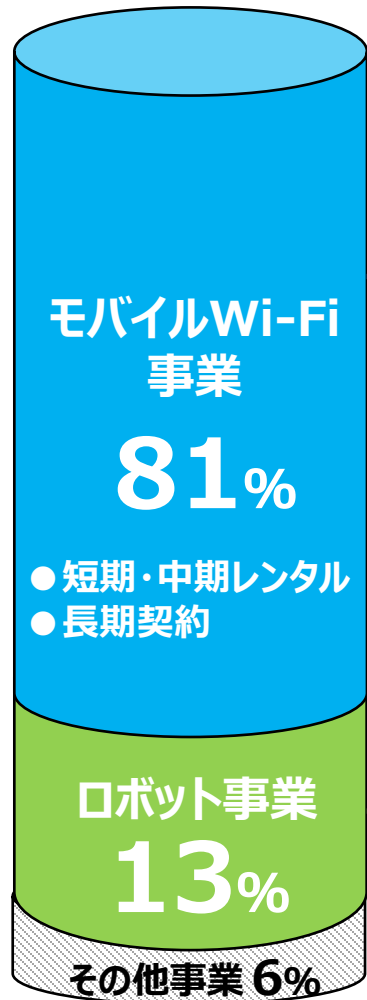 モバイルWi-Fi
事業
81%
●短期・中期レンタル
●長期契約
ロボット事業
13%
その他事業 6%